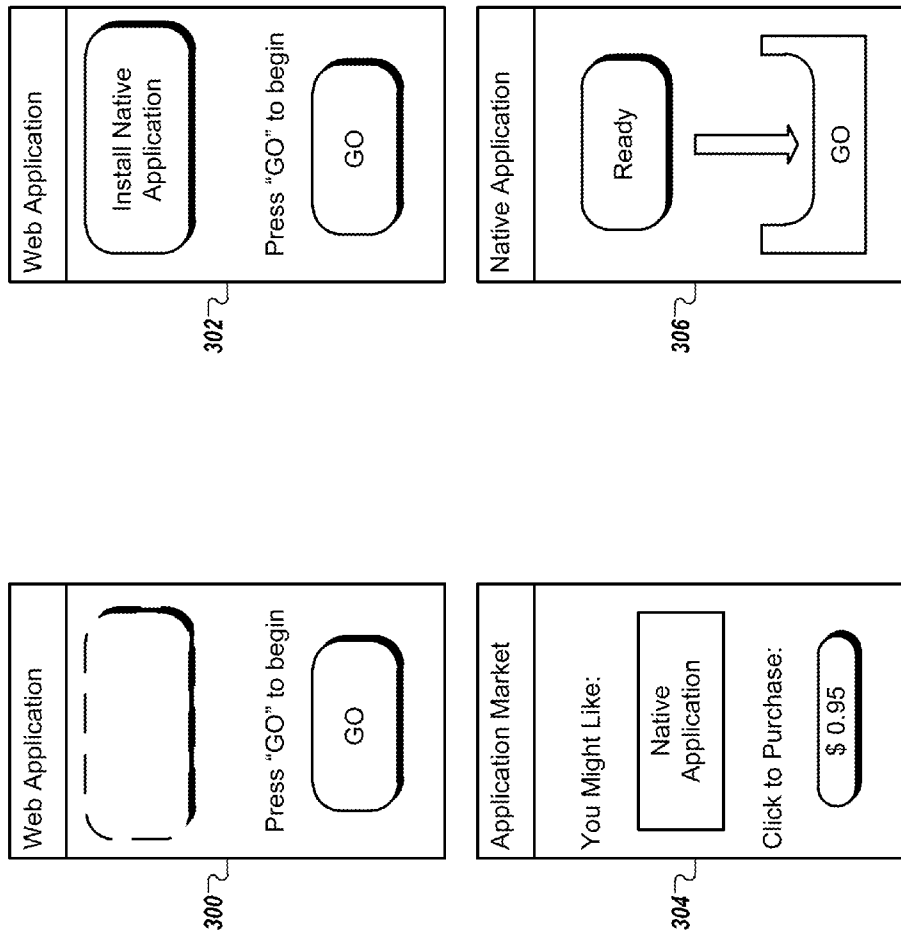 Web Application
Press “GO” to begin
GO
300
Web Application
Install Native
Application
Press “GO” to begin
GO
302
Application Market
You Might Like:
Native
Application
Click to Purchase:
$ 0.95
304
Native Application
Ready
GO
306